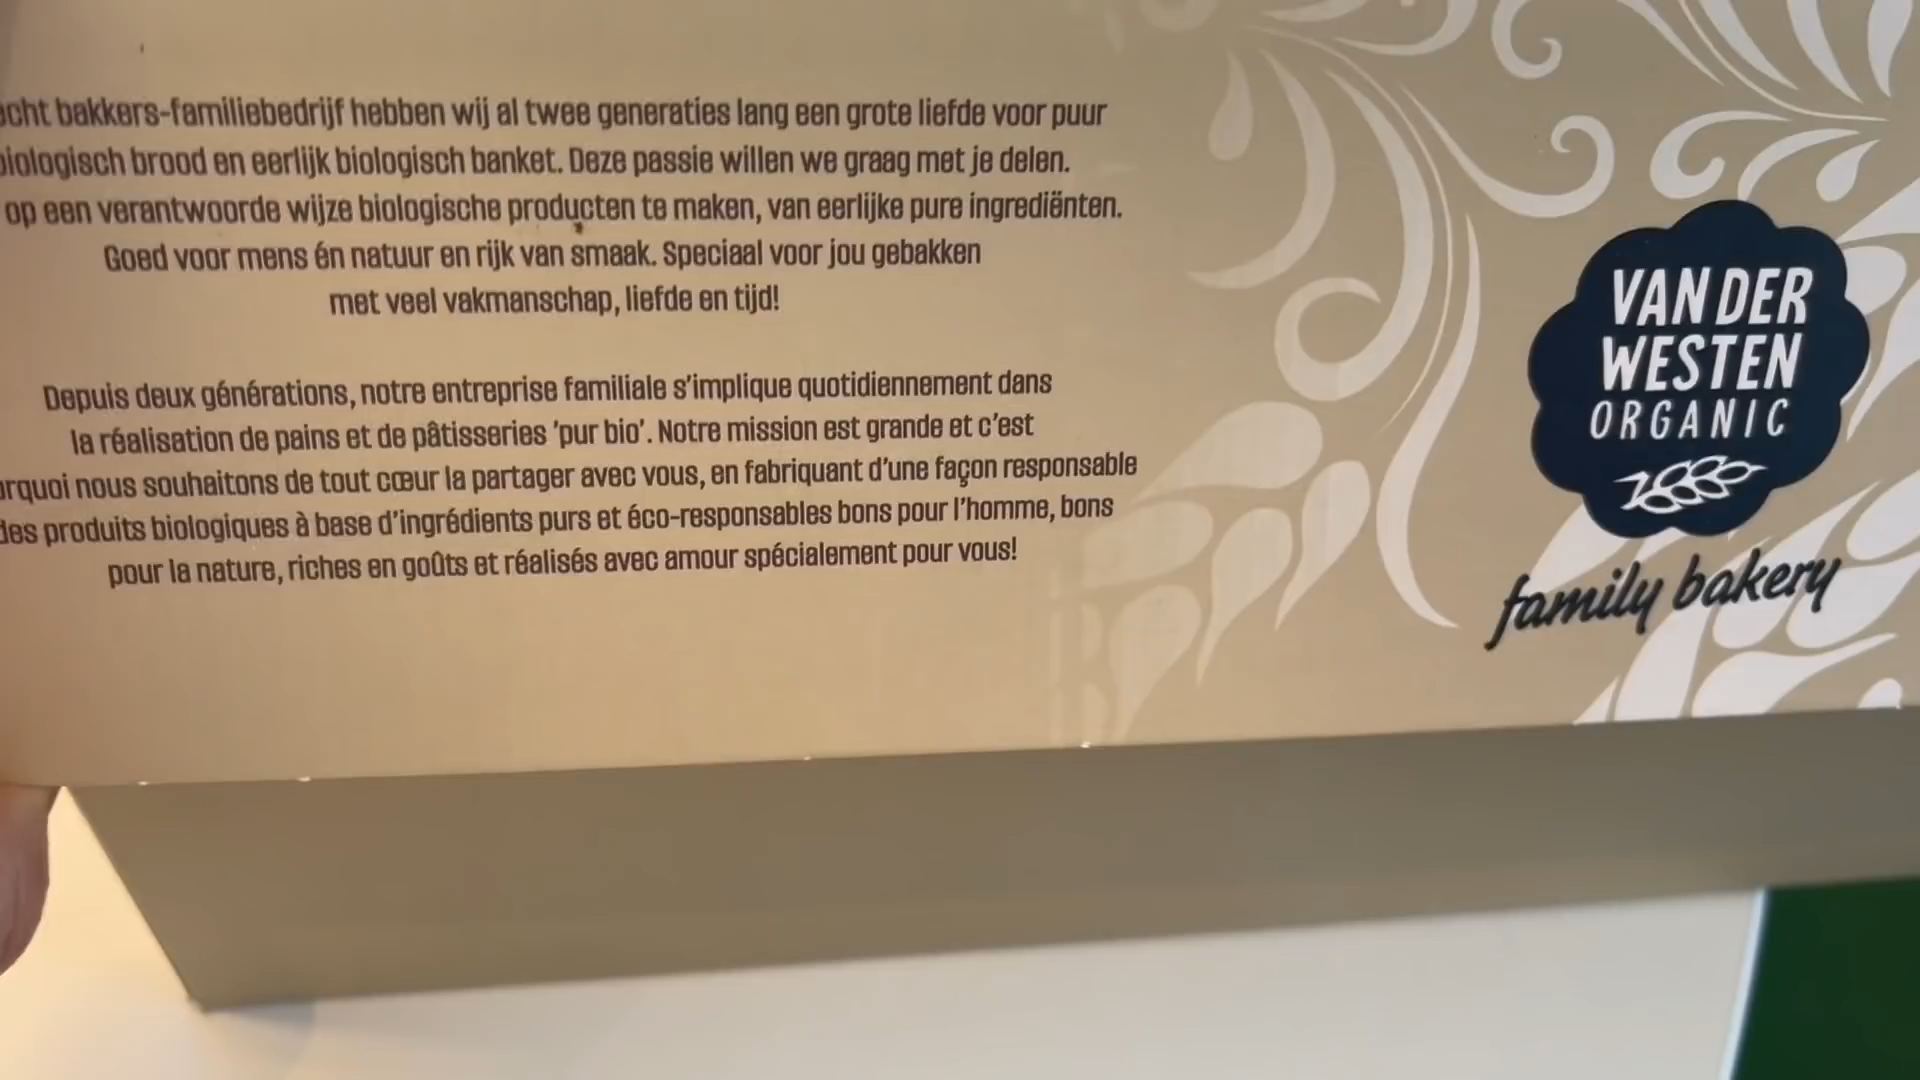 bakkers-familiebedrijf hebben wij al twee generaties lang een grote liefde voor puur
biologisch brood en eerlijk biologisch banket. Deze passie willen we graag met je delen.
op een verantwoorde wijze biologische producten te maken, van eerlijke pure ingrediënten.
Goed voor mens én natuur en rijk van smaak. Speciaal voor jou gebakken
met veel vakmanschap, liefde en tijd!
Depuis deux générations, notre entreprise familiale s'implique quotidiennement dans
la réalisation de pains et de pâtisseries 'pur bio'. Notre mission est grande et c'est
nous souhaitons de tout cœur la partager avec vous, en fabriquant d'une façon responsable
des produits biologiques à base d'ingrédients purs et éco-responsables bons pour l'homme, bons
pour la nature, riches en goûts et réalisés avec amour spécialement pour vous!
VAN DER
WESTEN
ORGANIC
family bakery